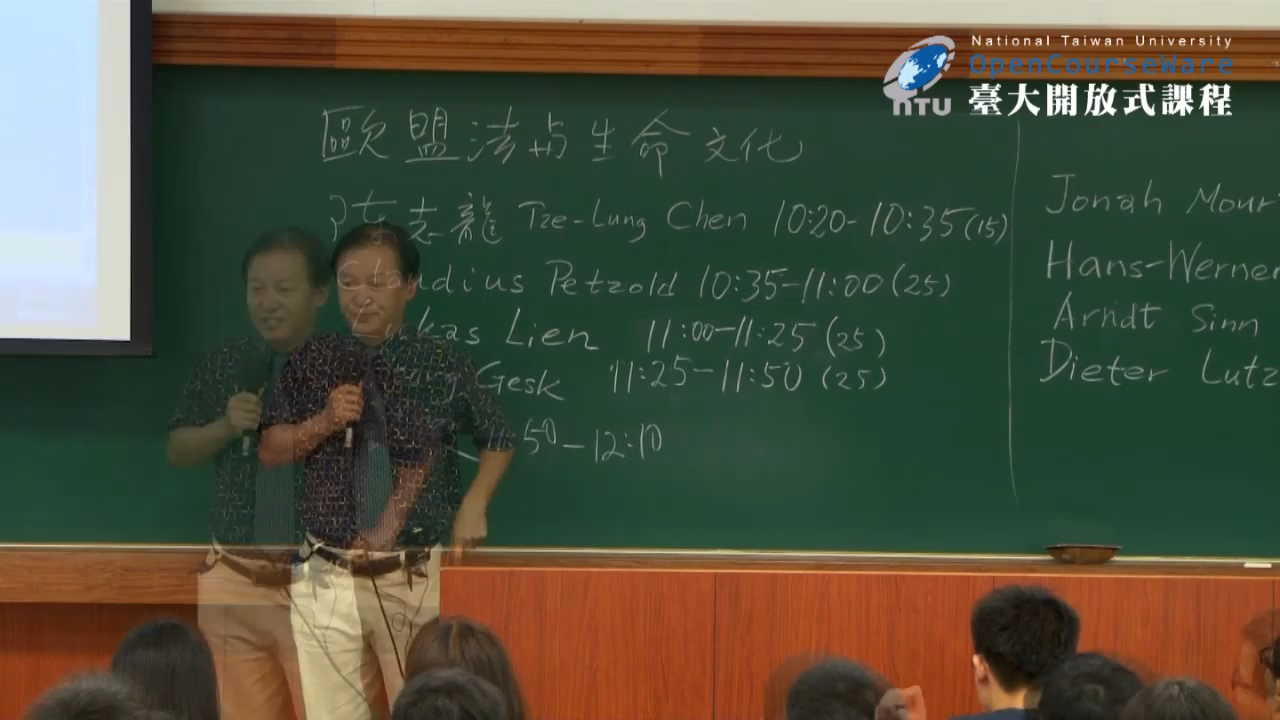 National Taiwan University
OpenCourseWare
NTU 臺大開放式課程
歐盟法与生命文化
陈志龍 Tze-Lung Chen 10:20-10:35(15)
Claudius Petzold 10:35-11:00(25)
Lukas Lien 11:00-11:25(25)
Gesk 11:25-11:50(25)
11:50-12:10
Jonah
Hans-Werner
Arndt Sinn
Dieter Lutz